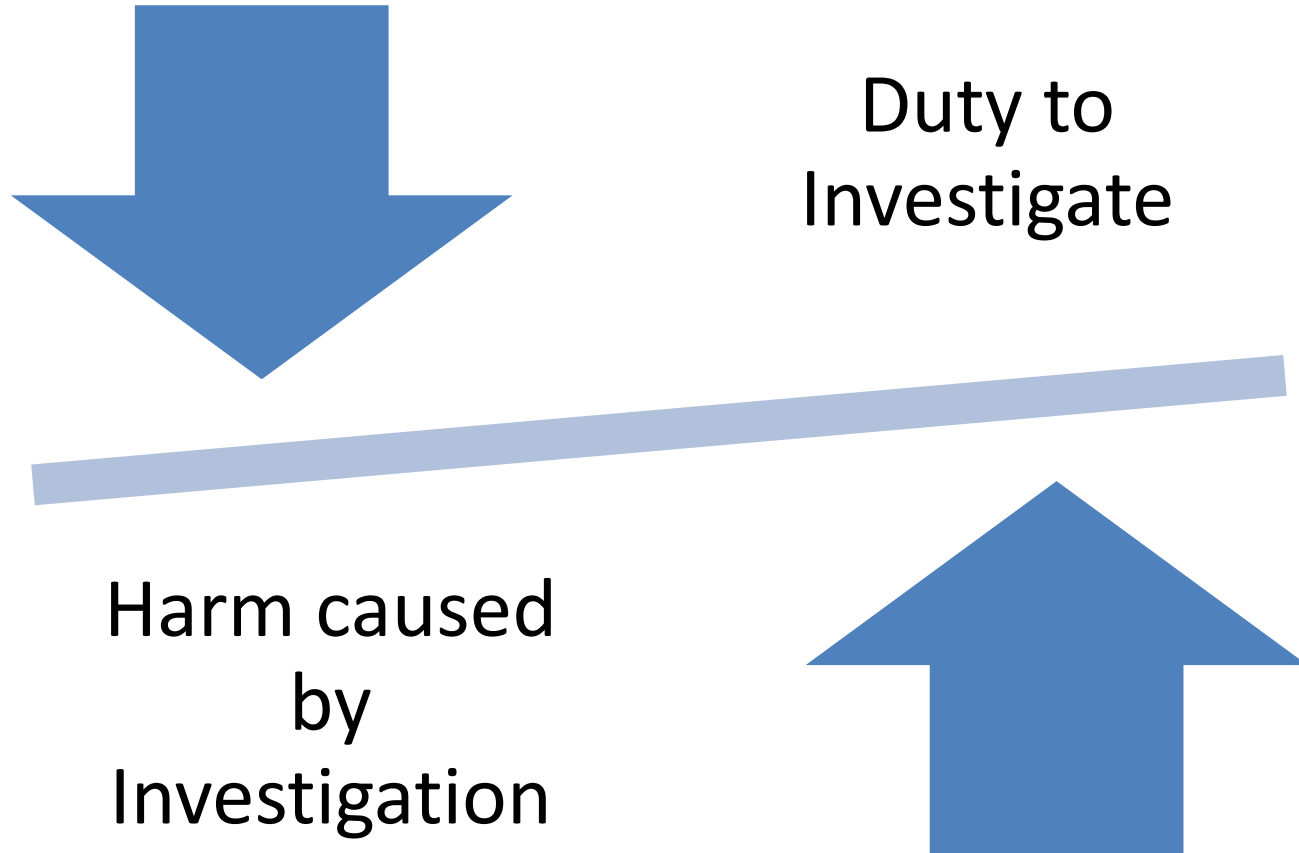 Duty to
Investigate
Harm caused
by
Investigation